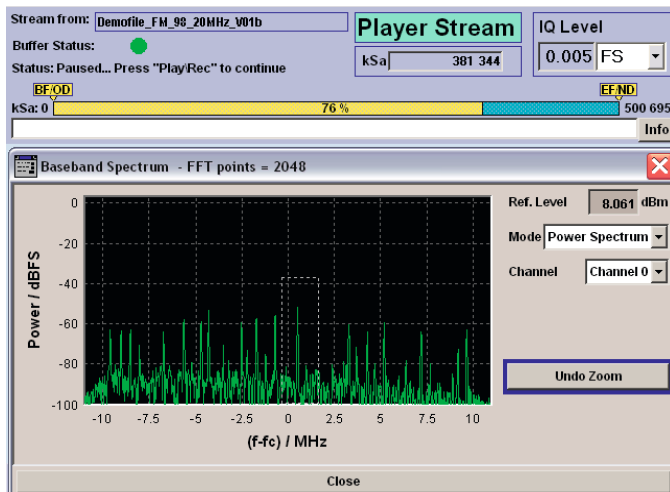 Stream from: Demofile_FM_98_20MHz_V01b
Player Stream
IQ Level
Buffer Status:
kSa 381 344
0.005 FS
Status: Paused... Press "Play\Rec" to continue
BF/OD
EF/ND
kSa: 0 76 % 500 695
Info
Baseband Spectrum - FFT points = 2048
Ref. Level 8.061 dBm
Mode Power Spectrum
Channel Channel 0
Undo Zoom
Power / dBFS
0
-20
-40
-60
-80
-100
-10 -7.5 -5 -2.5 0 2.5 5 7.5 10
(f-fc) / MHz
Close